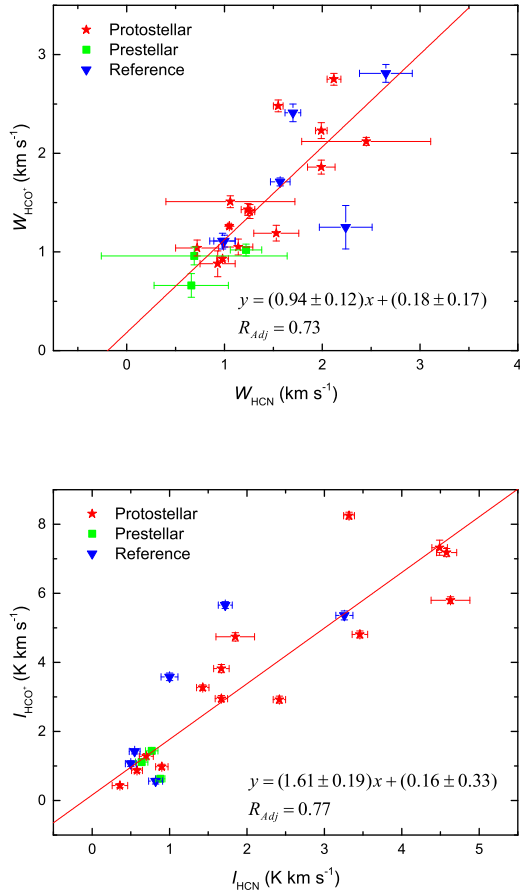 Protostellar
Prestellar
Reference
3
2
1
0
W_HCO⁺ (km s⁻¹)
y = (0.94 ± 0.12)x + (0.18 ± 0.17)
R_Adj = 0.73
0 1 2 3 4
W_HCN (km s⁻¹)
Protostellar
Prestellar
Reference
8
6
4
2
0
I_HCO⁺ (K km s⁻¹)
y = (1.61 ± 0.19)x + (0.16 ± 0.33)
R_Adj = 0.77
0 1 2 3 4 5
I_HCN (K km s⁻¹)